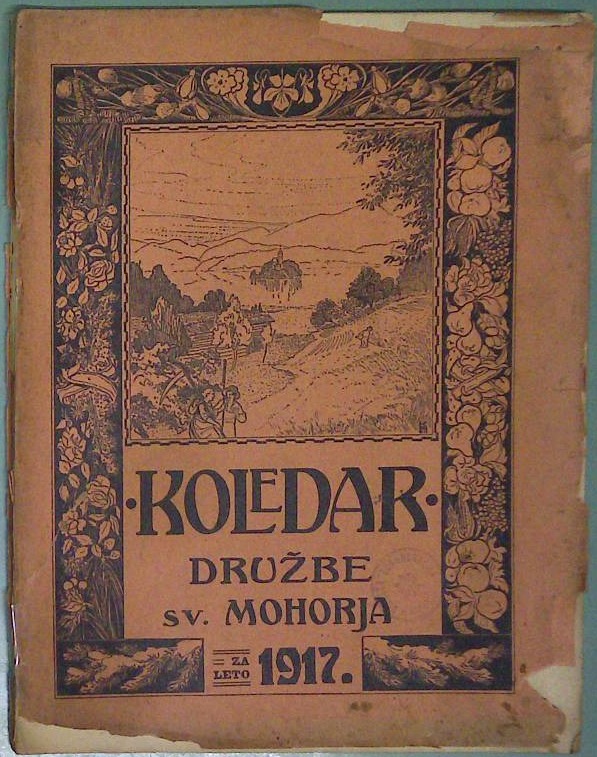 ·KOLEDAR·
DRUŽBE
SV. MOHORJA
ZA
LETO
1917.